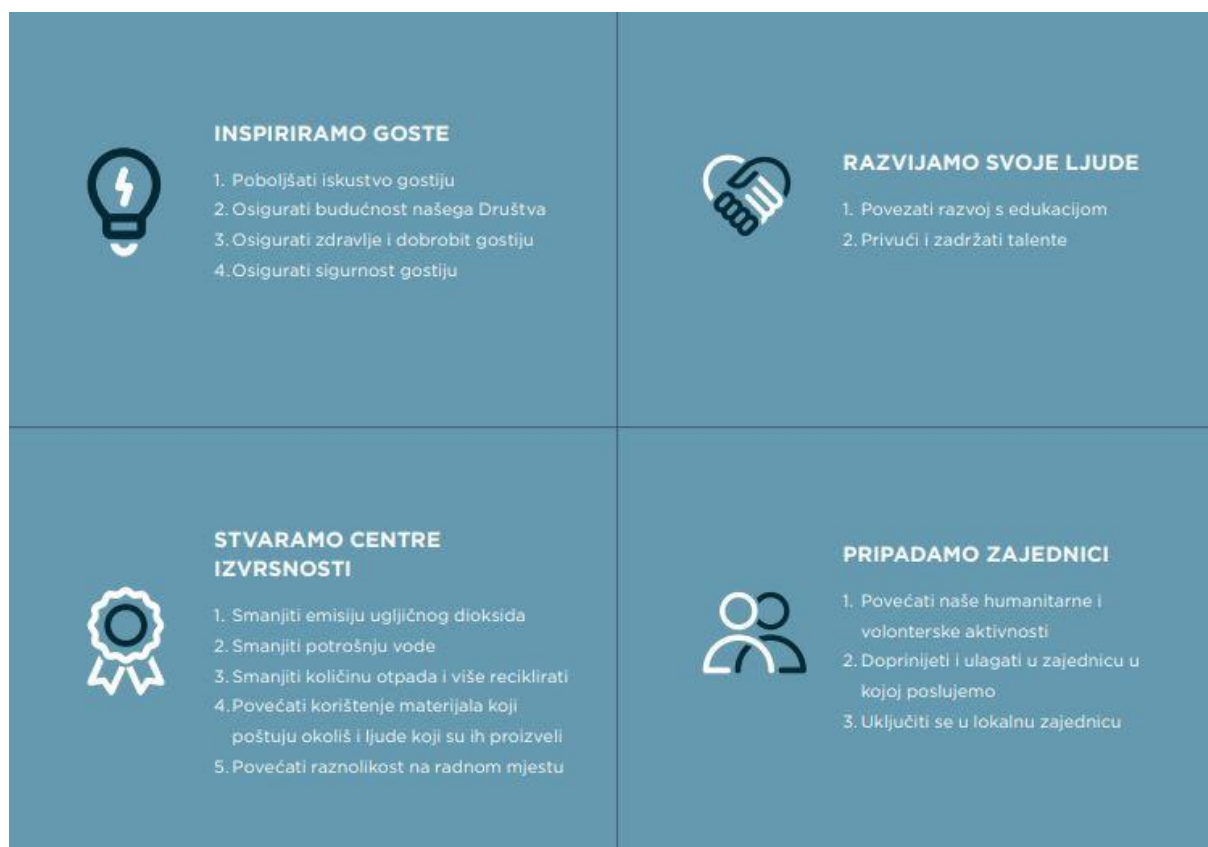 INSPIRIRAMO GOSTE
1. Poboljšati iskustvo gostiju
2. Osigurati budućnost našega Društva
3. Osigurati zdravlje i dobrobit gostiju
4. Osigurati sigurnost gostiju
RAZVIJAMO SVOJE LJUDE
1. Povezati razvoj s edukacijom
2. Privući i zadržati talente
STVARAMO CENTRE
IZVRSNOSTI
1. Smanjiti emisiju ugljičnog dioksida
2. Smanjiti potrošnju vode
3. Smanjiti količinu otpada i više reciklirati
4. Povećati korištenje materijala koji
poštuju okoliš i ljude koji su ih proizveli
5. Povećati raznolikost na radnom mjestu
PRIPADAMO ZAJEDNICI
1. Povećati naše humanitarne i
volonterske aktivnosti
2. Doprinijeti i ulagati u zajednicu u
kojoj poslujemo
3. Uključiti se u lokalnu zajednicu